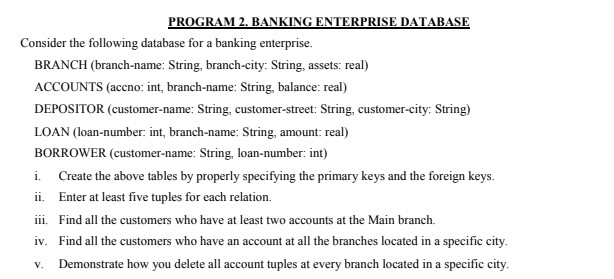 PROGRAM 2. BANKING ENTERPRISE DATABASE
Consider the following database for a banking enterprise.
BRANCH (branch-name: String, branch-city: String, assets: real)
ACCOUNTS (accno: int, branch-name: String, balance: real)
DEPOSITOR (customer-name: String, customer-street: String, customer-city: String)
LOAN (loan-number: int, branch-name: String, amount: real)
BORROWER (customer-name: String, loan-number: int)
i. Create the above tables by properly specifying the primary keys and the foreign keys.
ii. Enter at least five tuples for each relation.
iii. Find all the customers who have at least two accounts at the Main branch.
iv. Find all the customers who have an account at all the branches located in a specific city.
v. Demonstrate how you delete all account tuples at every branch located in a specific city.